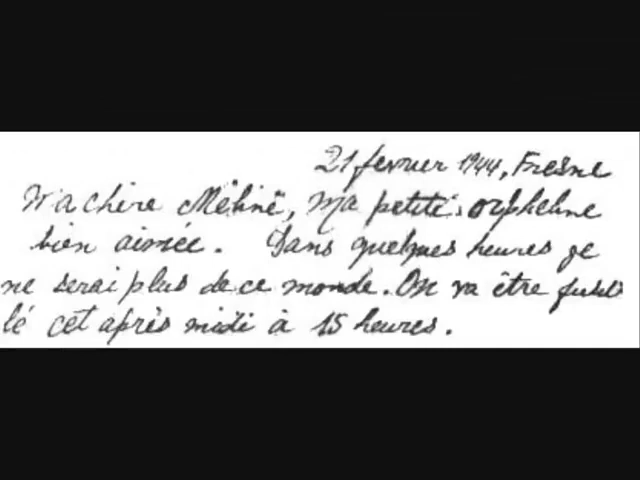 21 fevrier 1944, Fresne
Ma chère Méliné, Ma petite orpheline
bien aimée. Dans quelques heures je
ne serai plus de ce monde. On va être fusil
lé cet après midi à 15 heures.